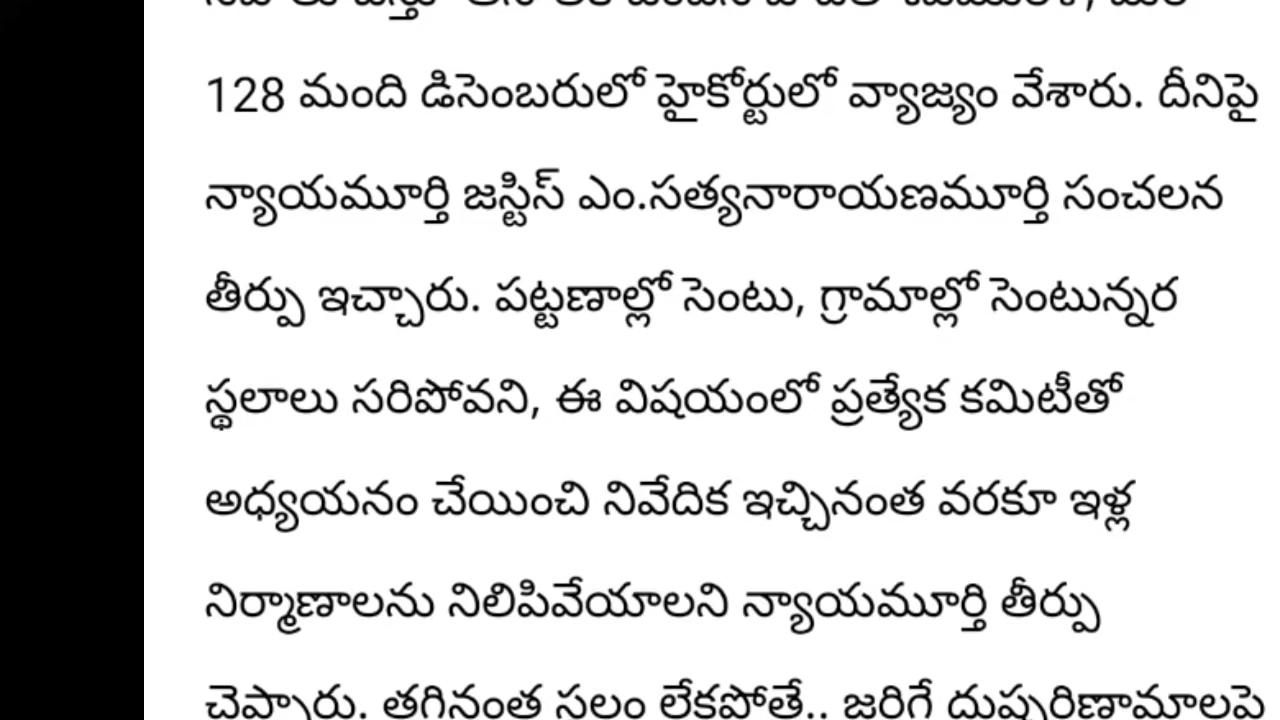 128 మంది డిసెంబరులో హైకోర్టులో వ్యాజ్యం వేశారు. దీనిపై
న్యాయమూర్తి జస్టిస్ ఎం.సత్యనారాయణమూర్తి సంచలన
తీర్పు ఇచ్చారు. పట్టణాల్లో సెంటు, గ్రామాల్లో సెంటున్నర
స్థలాలు సరిపోవని, ఈ విషయంలో ప్రత్యేక కమిటీతో
అధ్యయనం చేయించి నివేదిక ఇచ్చినంత వరకూ ఇళ్ల
నిర్మాణాలను నిలిపివేయాలని న్యాయమూర్తి తీర్పు
చెప్పారు. తగినంత స్థలం లేకపోతే.. జరిగే దుష్పరిణామాలపై